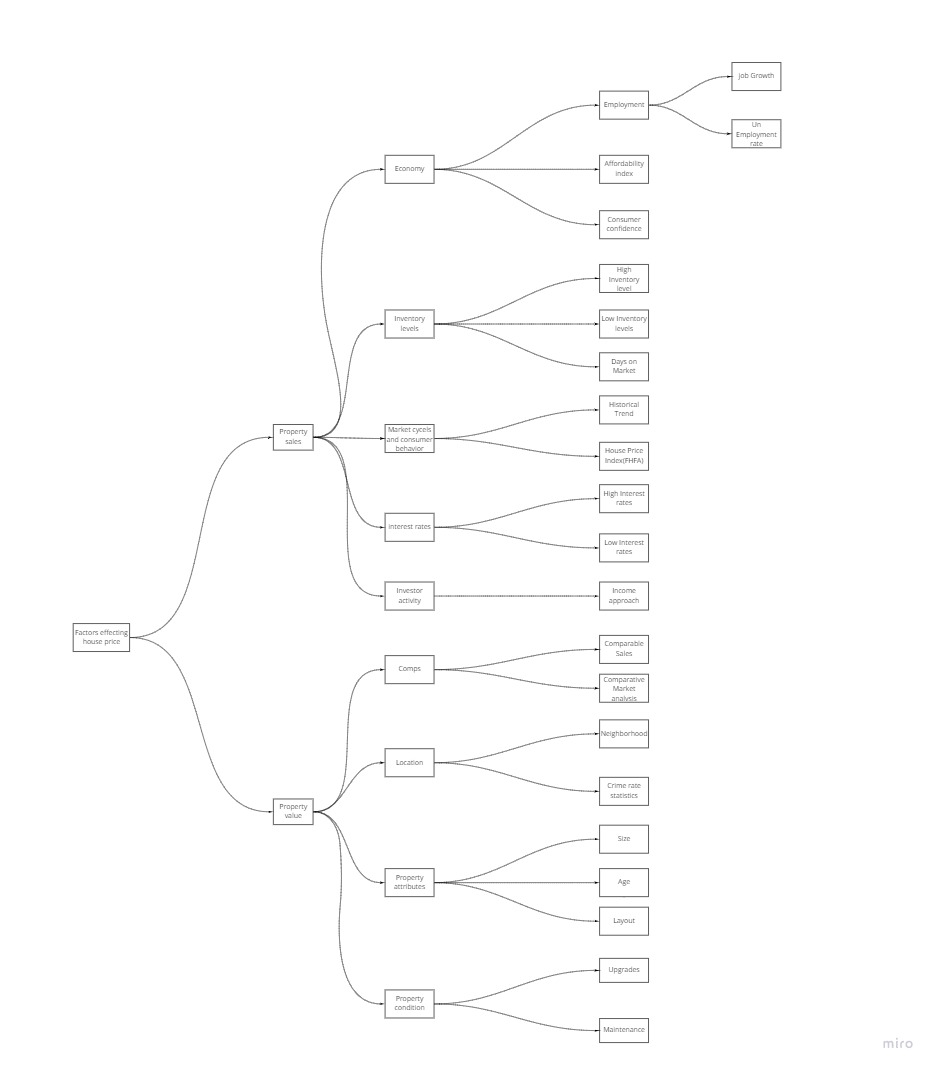 Job Growth
Employment
Un
Employment
rate
Economy
Affordability
index
Consumer
confidence
High
Inventory
level
Inventory
levels
Low Inventory
levels
Days on
Market
Historical
Trend
Property
sales
Market cycels
and consumer
behavior
House Price
Index(FHFA)
High Interest
rates
interest rates
Low Interest
rates
Investor
activity
Income
approach
Factors effecting
house price
Comparable
Sales
Comps
Comparative
Market
analysis
Neighborhood
Location
Crime rate
statistics
Property
value
Size
Property
attributes
Age
Layout
Upgrades
Property
condition
Maintenance
miro